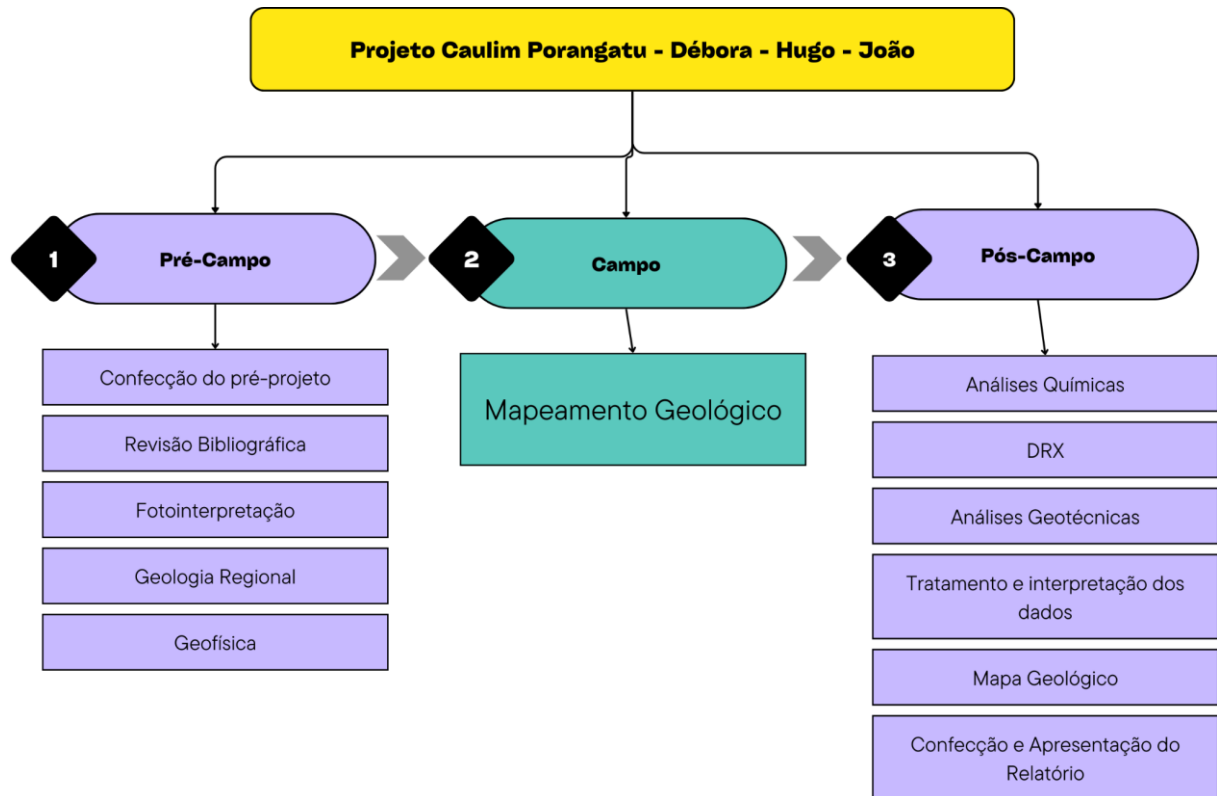 Projeto Caulim Porangatu - Débora - Hugo - João
1
Pré-Campo
2
Campo
3
Pós-Campo
Confecção do pré-projeto
Revisão Bibliográfica
Fotointerpretação
Geologia Regional
Geofísica
Mapeamento Geológico
Análises Químicas
DRX
Análises Geotécnicas
Tratamento e interpretação dos
dados
Mapa Geológico
Confecção e Apresentação do
Relatório